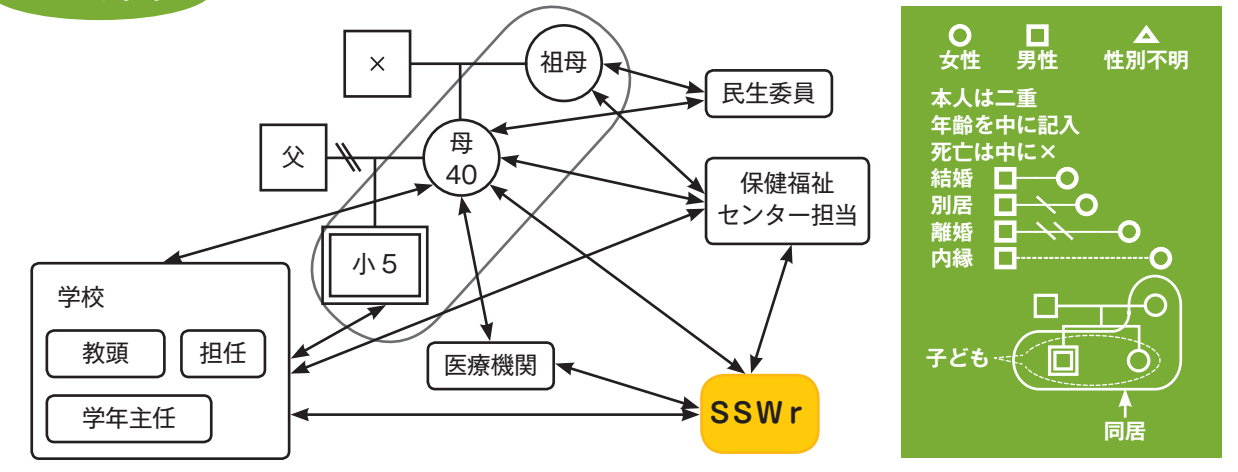 ×
祖母
民生委員
父
母
40
保健福祉
センター担当
小5
学校
教頭
担任
学年主任
医療機関
SSWr
女性 男性 性別不明
本人は二重
年齢を中に記入
死亡は中に×
結婚
別居
離婚
内縁
子ども
同居